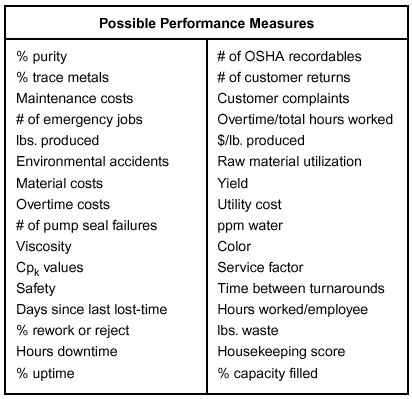 Possible Performance Measures
% purity
% trace metals
Maintenance costs
# of emergency jobs
lbs. produced
Environmental accidents
Material costs
Overtime costs
# of pump seal failures
Viscosity
Cpk values
Safety
Days since last lost-time
% rework or reject
Hours downtime
% uptime
# of OSHA recordables
# of customer returns
Customer complaints
Overtime/total hours worked
$/lb. produced
Raw material utilization
Yield
Utility cost
ppm water
Color
Service factor
Time between turnarounds
Hours worked/employee
lbs. waste
Housekeeping score
% capacity filled